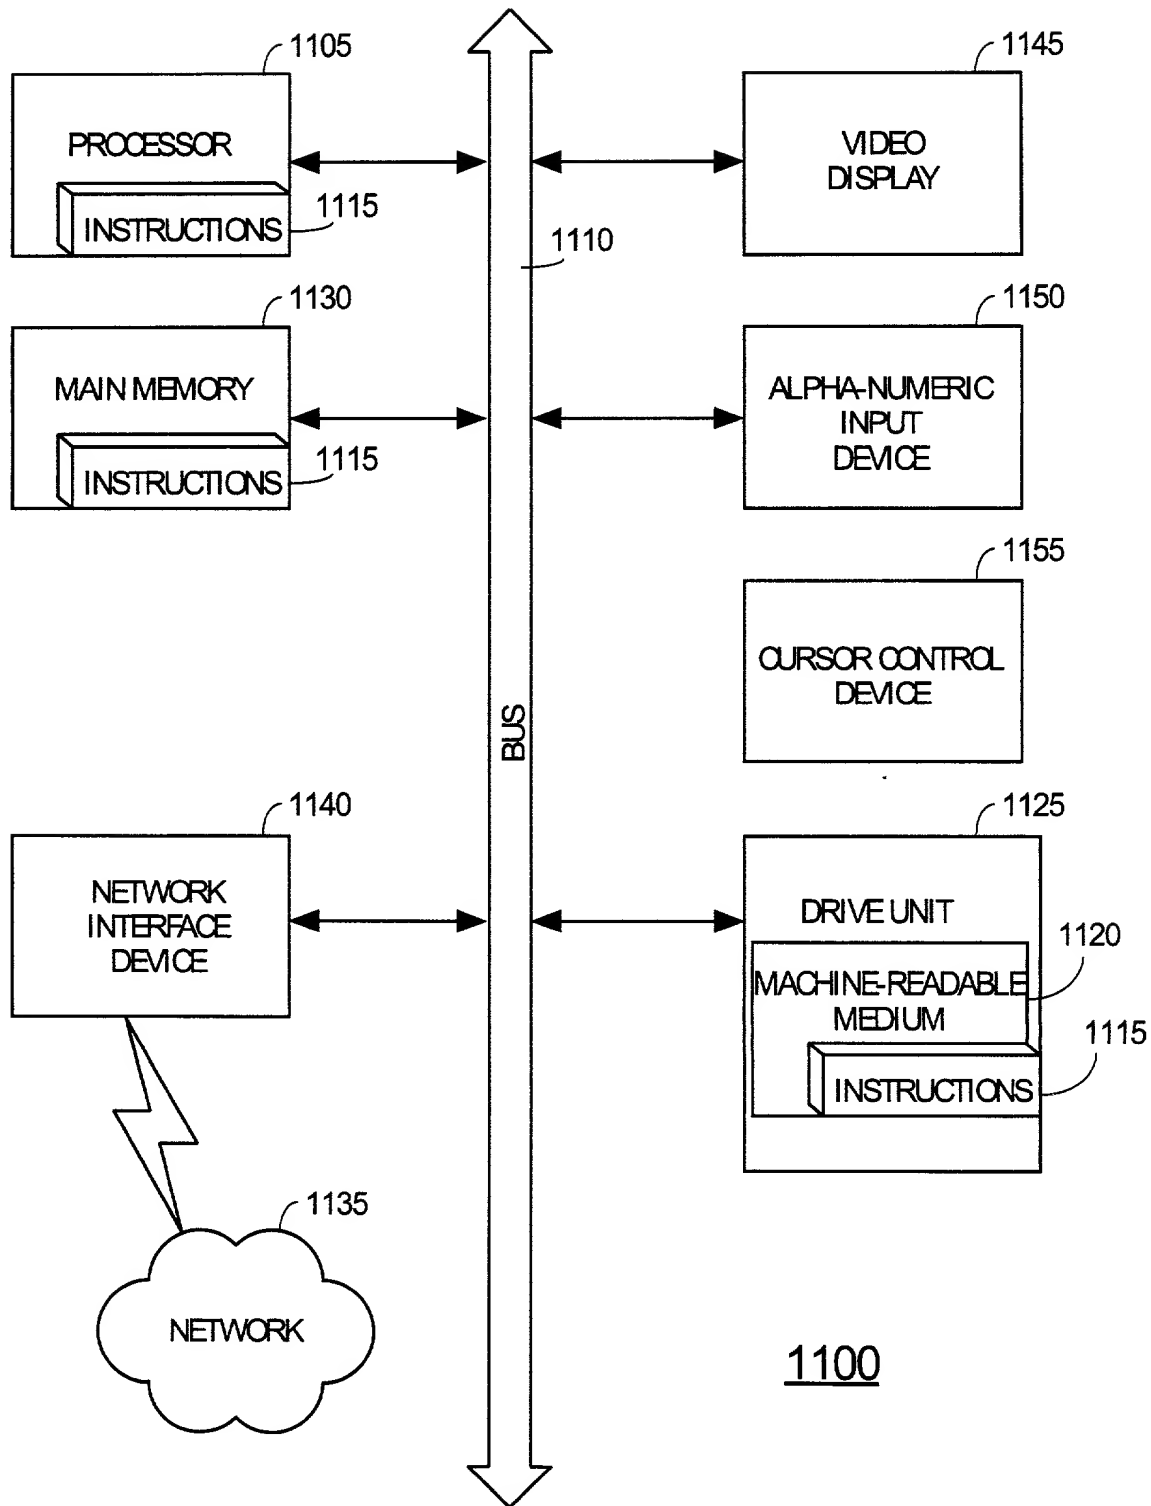 1105
PROCESSOR
INSTRUCTIONS
1115
1130
MAIN MEMORY
INSTRUCTIONS
1115
1110
BUS
1145
VIDEO
DISPLAY
1150
ALPHA-NUMERIC
INPUT
DEVICE
1155
CURSOR CONTROL
DEVICE
1140
NETWORK
INTERFACE
DEVICE
1125
DRIVE UNIT
1120
MACHINE-READABLE
MEDIUM
1115
INSTRUCTIONS
1135
NETWORK
1100